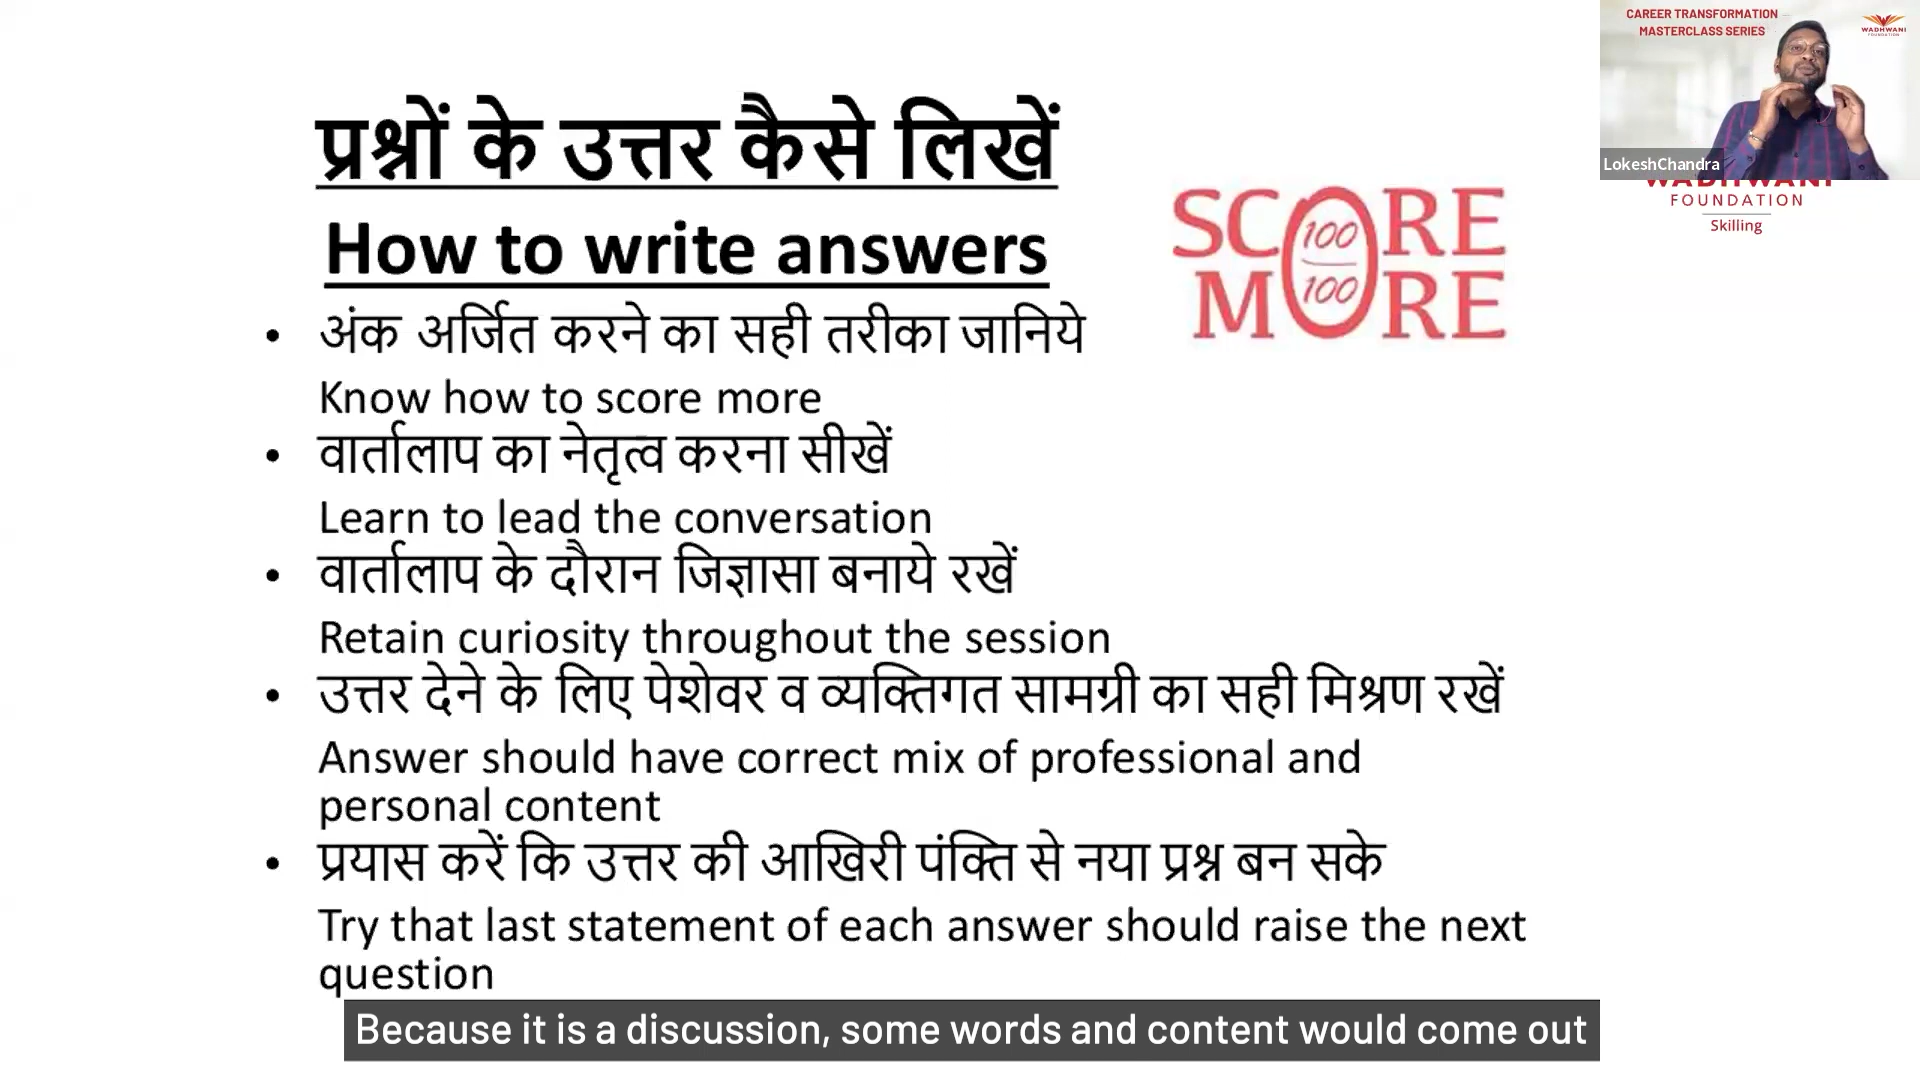 प्रश्नों के उत्तर कैसे लिखें
How to write answers
• अंक अर्जित करने का सही तरीका जानिये
Know how to score more
• वार्तालाप का नेतृत्व करना सीखें
Learn to lead the conversation
• वार्तालाप के दौरान जिज्ञासा बनाये रखें
Retain curiosity throughout the session
• उत्तर देने के लिए पेशेवर व व्यक्तिगत सामग्री का सही मिश्रण रखें
Answer should have correct mix of professional and
personal content
• प्रयास करें कि उत्तर की आखिरी पंक्ति से नया प्रश्न बन सके
Try that last statement of each answer should raise the next
question
SCORE
MORE
100
100
CAREER TRANSFORMATION
MASTERCLASS SERIES
WADHWANI
FOUNDATION
LokeshChandra
WADHWANI
FOUNDATION
Skilling
Because it is a discussion, some words and content would come out